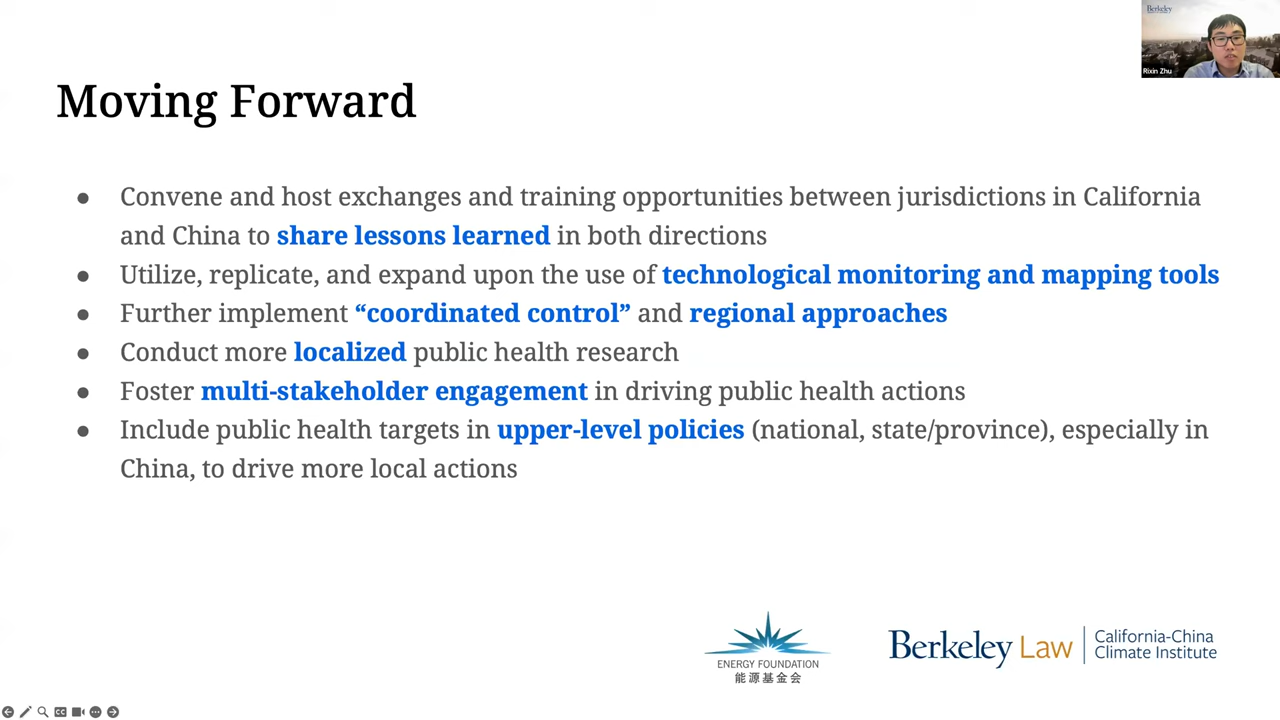 Berkeley
Rixin Zhu
Moving Forward
● Convene and host exchanges and training opportunities between jurisdictions in California
and China to share lessons learned in both directions
● Utilize, replicate, and expand upon the use of technological monitoring and mapping tools
● Further implement “coordinated control” and regional approaches
● Conduct more localized public health research
● Foster multi-stakeholder engagement in driving public health actions
● Include public health targets in upper-level policies (national, state/province), especially in
China, to drive more local actions
ENERGY FOUNDATION
能源基金会
Berkeley Law
California-China
Climate Institute